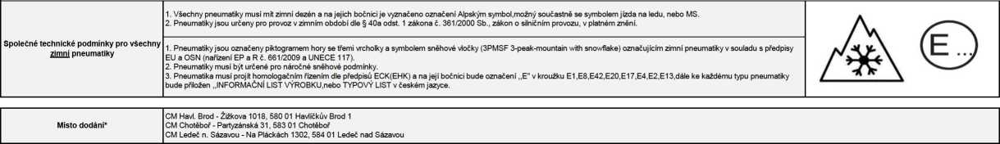 Společné technické podmínky pro všechny
zimní pneumatiky
1. Všechny pneumatiky musí mít zimní dezén a na jejich bočnici je vyznačeno označení Alpským symbol,možný součastně se symbolem jízda na ledu, nebo MS.
2. Pneumatiky jsou určeny pro provoz v zimním období dle § 40a odst. 1 zákona č. 361/2000 Sb., zákon o silničním provozu, v platném znění.
1. Pneumatiky jsou označeny piktogramem hory se třemi vrcholky a symbolem sněhové vločky (3PMSF 3-peak-mountain with snowflake) označujícím zimní pneumatiky v souladu s předpisy
EU a OSN (nařízení EP a R č. 661/2009 a UNECE 117).
2. Pneumatiky musí být určené pro náročné sněhové podmínky.
3. Pneumatika musí projít homologačním řízením dle předpisů ECK(EHK) a na její bočnici bude označení ,,E" v kroužku E1,E8,E42,E20,E17,E4,E2,E13,dále ke každému typu pneumatiky
bude přiložen ,,INFORMAČNÍ LIST VÝROBKU,nebo TYPOVÝ LIST v českém jazyce.
E ...
Místo dodání*
CM Havl. Brod - Žižkova 1018, 580 01 Havlíčkův Brod 1
CM Chotěboř - Partyzánská 31, 583 01 Chotěboř
CM Ledeč n. Sázavou - Na Pláckách 1302, 584 01 Ledeč nad Sázavou